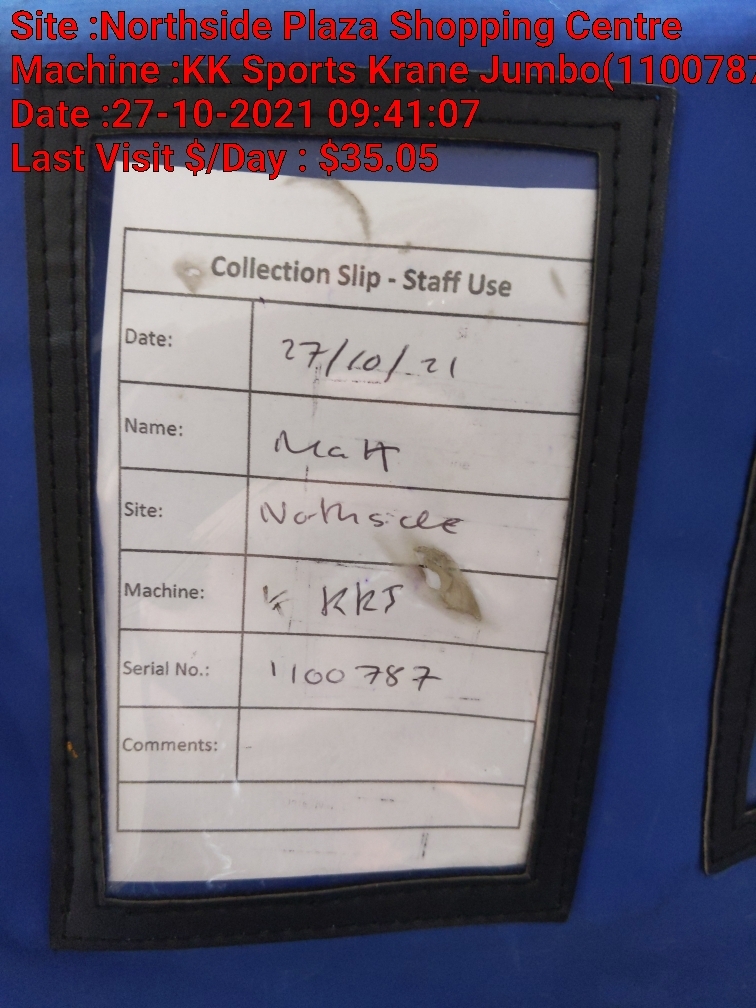 Site :Northside Plaza Shopping Centre
Machine :KK Sports Krane Jumbo(1100787
Date :27-10-2021 09:41:07
Last Visit $/Day : $35.05
Collection Slip - Staff Use
Date: 27/10/21
Name: Matt
Site: Northside
Machine: KKJ
Serial No.: 1100787
Comments: -